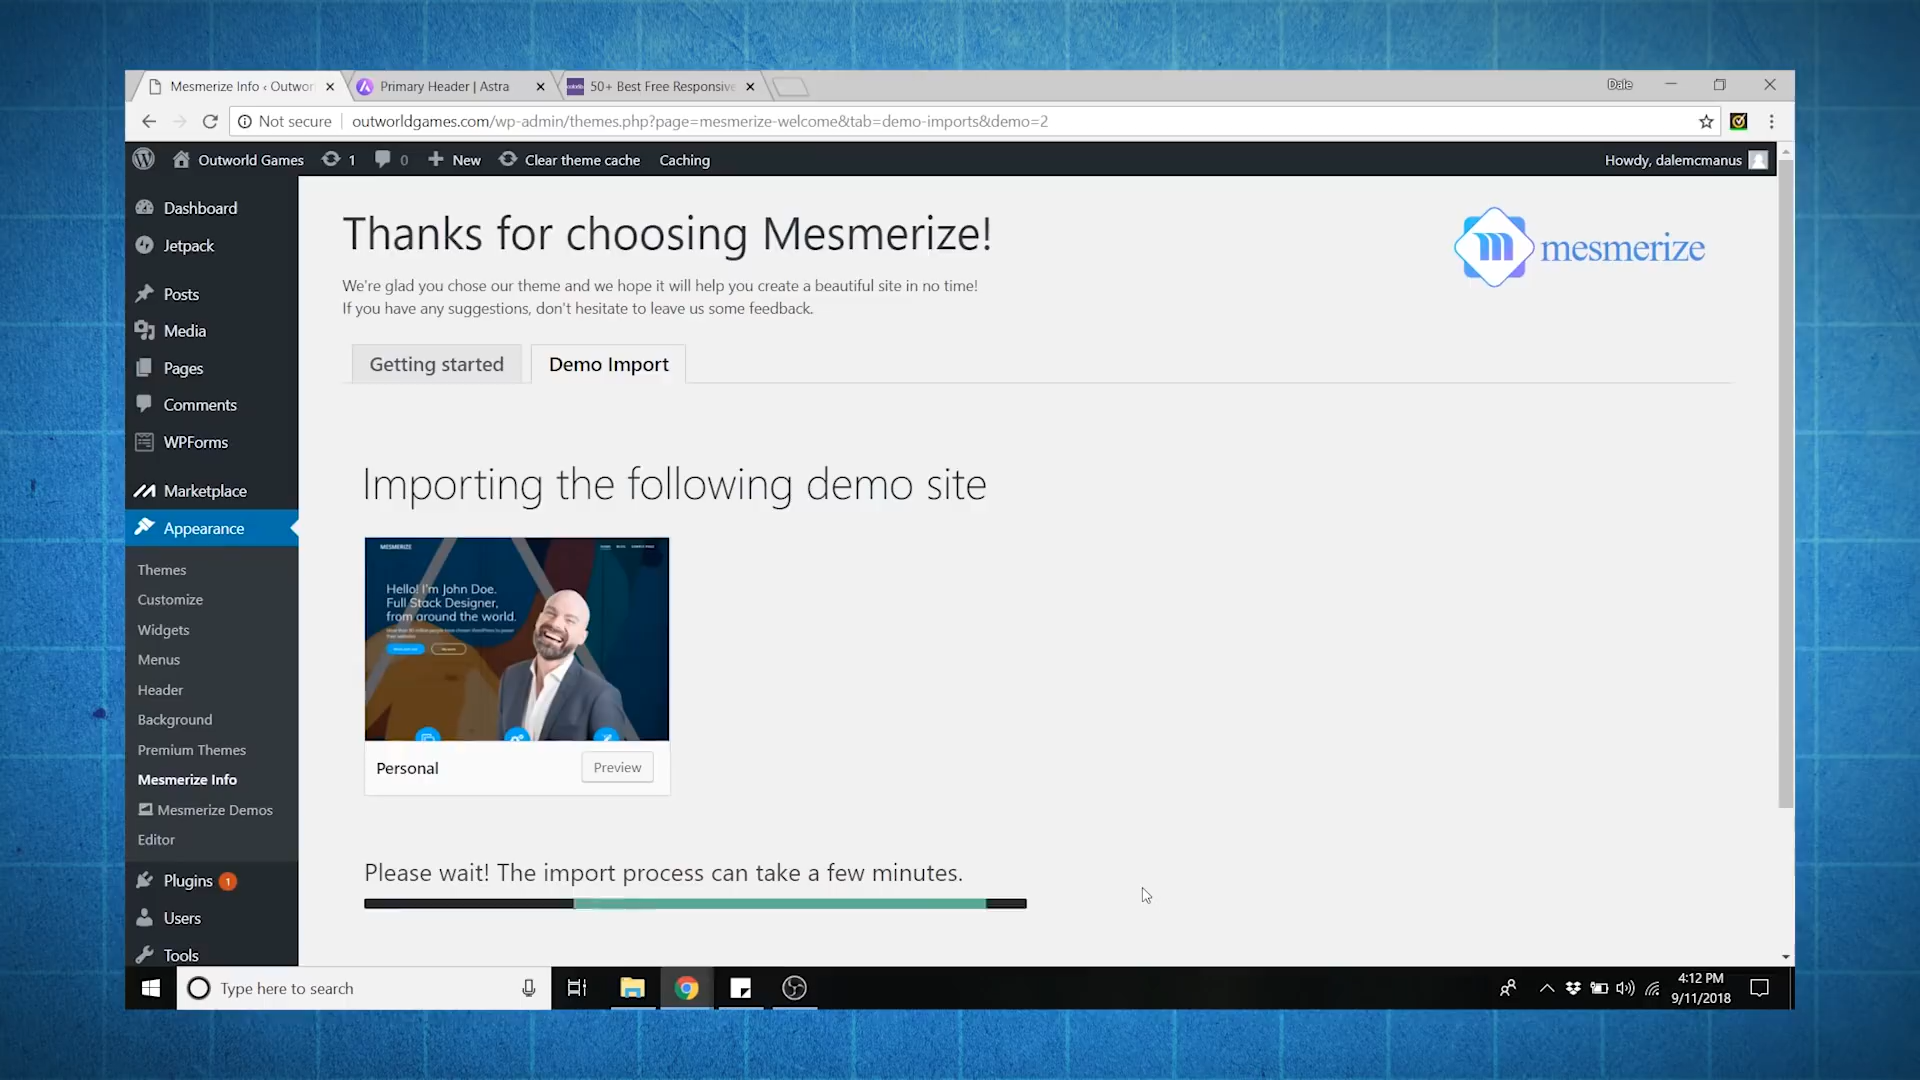 Mesmerize Info ‹ Outwor
Primary Header | Astra
50+ Best Free Responsive
Dale
Not secure
outworldgames.com/wp-admin/themes.php?page=mesmerize-welcome&tab=demo-imports&demo=2
Outworld Games
1
0
New
Clear theme cache
Caching
Howdy, dalemcmanus
Dashboard
Jetpack
Posts
Media
Pages
Comments
WPForms
Marketplace
Appearance
Themes
Customize
Widgets
Menus
Header
Background
Premium Themes
Mesmerize Info
Mesmerize Demos
Editor
Plugins 1
Users
Tools
Thanks for choosing Mesmerize!
mesmerize
We're glad you chose our theme and we hope it will help you create a beautiful site in no time!
If you have any suggestions, don't hesitate to leave us some feedback.
Getting started
Demo Import
Importing the following demo site
MESMERIZE
Hello! I'm John Doe.
Full Stack Designer,
from around the world.
Personal
Preview
Please wait! The import process can take a few minutes.
Type here to search
4:12 PM
9/11/2018